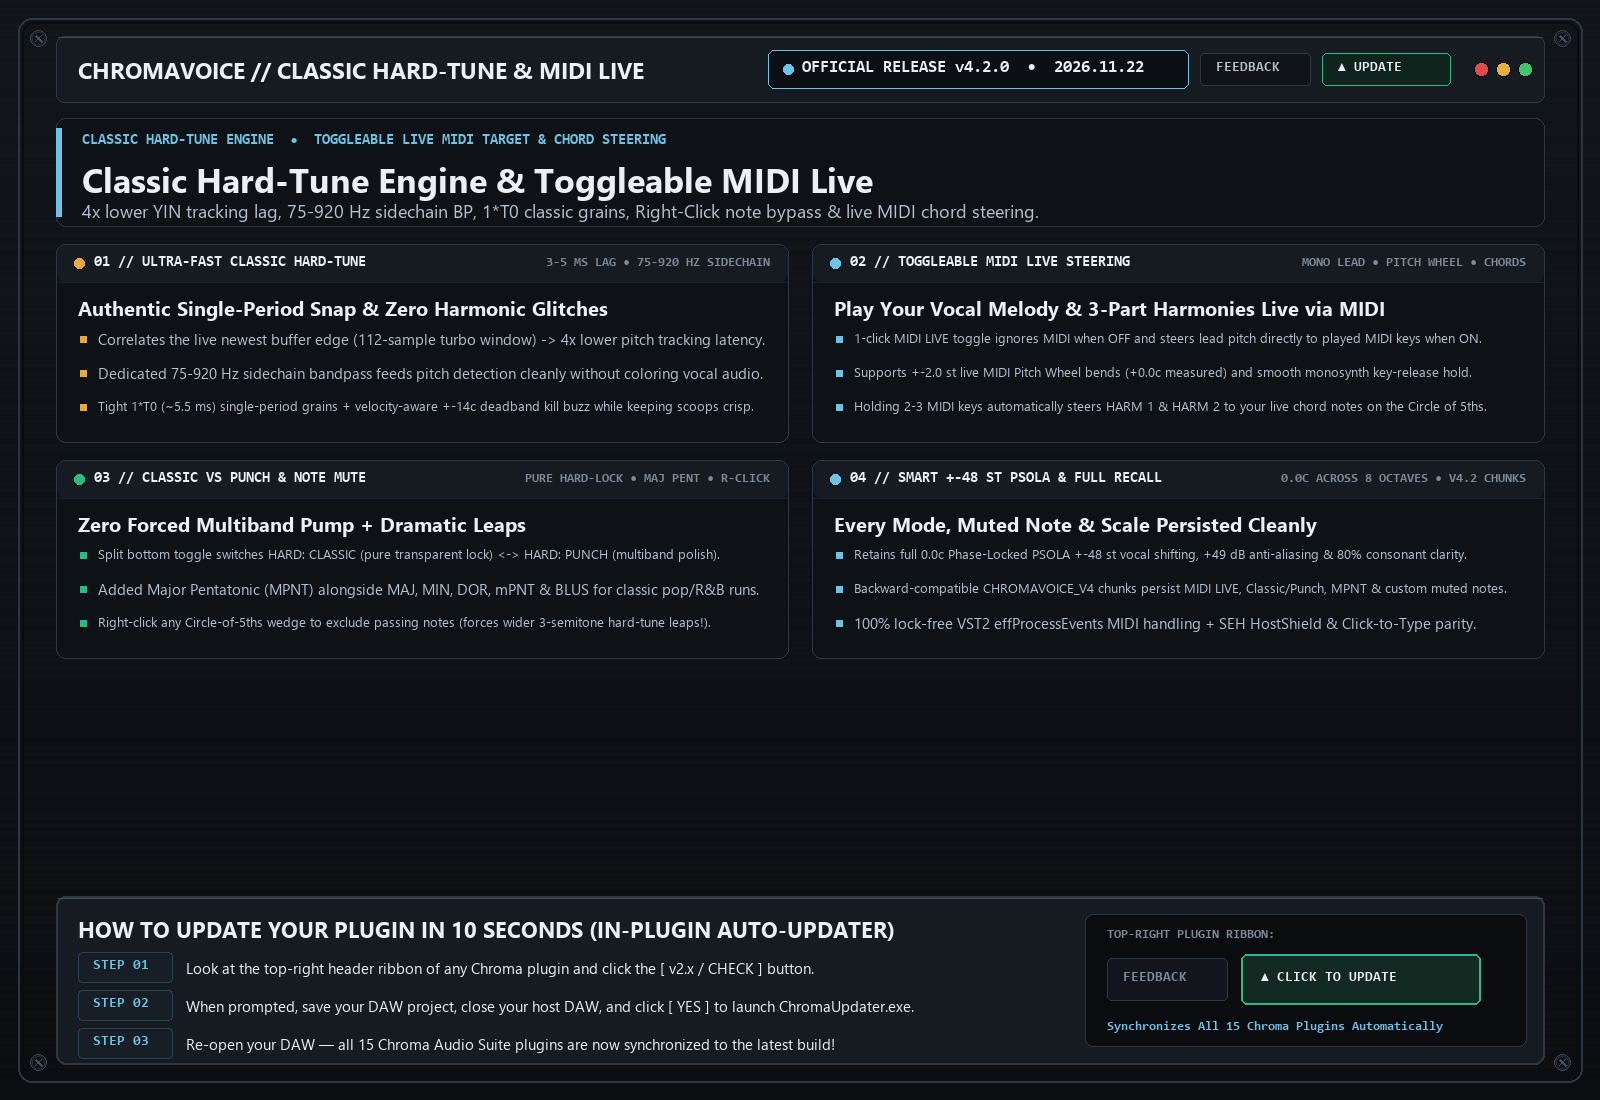 CHROMAVOICE // CLASSIC HARD-TUNE & MIDI LIVE
OFFICIAL RELEASE v4.2.0 • 2026.11.22
FEEDBACK
▲ UPDATE
CLASSIC HARD-TUNE ENGINE • TOGGLEABLE LIVE MIDI TARGET & CHORD STEERING
Classic Hard-Tune Engine & Toggleable MIDI Live
4x lower YIN tracking lag, 75-920 Hz sidechain BP, 1*T0 classic grains, Right-Click note bypass & live MIDI chord steering.
01 // ULTRA-FAST CLASSIC HARD-TUNE
3-5 MS LAG • 75-920 HZ SIDECHAIN
Authentic Single-Period Snap & Zero Harmonic Glitches
Correlates the live newest buffer edge (112-sample turbo window) -> 4x lower pitch tracking latency.
Dedicated 75-920 Hz sidechain bandpass feeds pitch detection cleanly without coloring vocal audio.
Tight 1*T0 (~5.5 ms) single-period grains + velocity-aware +-14c deadband kill buzz while keeping scoops crisp.
02 // TOGGLEABLE MIDI LIVE STEERING
MONO LEAD • PITCH WHEEL • CHORDS
Play Your Vocal Melody & 3-Part Harmonies Live via MIDI
1-click MIDI LIVE toggle ignores MIDI when OFF and steers lead pitch directly to played MIDI keys when ON.
Supports +-2.0 st live MIDI Pitch Wheel bends (+0.0c measured) and smooth monosynth key-release hold.
Holding 2-3 MIDI keys automatically steers HARM 1 & HARM 2 to your live chord notes on the Circle of 5ths.
03 // CLASSIC VS PUNCH & NOTE MUTE
PURE HARD-LOCK • MAJ PENT • R-CLICK
Zero Forced Multiband Pump + Dramatic Leaps
Split bottom toggle switches HARD: CLASSIC (pure transparent lock) <-> HARD: PUNCH (multiband polish).
Added Major Pentatonic (MPNT) alongside MAJ, MIN, DOR, mPNT & BLUS for classic pop/R&B runs.
Right-click any Circle-of-5ths wedge to exclude passing notes (forces wider 3-semitone hard-tune leaps!).
04 // SMART +-48 ST PSOLA & FULL RECALL
0.0C ACROSS 8 OCTAVES • V4.2 CHUNKS
Every Mode, Muted Note & Scale Persisted Cleanly
Retains full 0.0c Phase-Locked PSOLA +-48 st vocal shifting, +49 dB anti-aliasing & 80% consonant clarity.
Backward-compatible CHROMAVOICE_V4 chunks persist MIDI LIVE, Classic/Punch, MPNT & custom muted notes.
100% lock-free VST2 effProcessEvents MIDI handling + SEH HostShield & Click-to-Type parity.
HOW TO UPDATE YOUR PLUGIN IN 10 SECONDS (IN-PLUGIN AUTO-UPDATER)
STEP 01
Look at the top-right header ribbon of any Chroma plugin and click the [ v2.x / CHECK ] button.
STEP 02
When prompted, save your DAW project, close your host DAW, and click [ YES ] to launch ChromaUpdater.exe.
STEP 03
Re-open your DAW — all 15 Chroma Audio Suite plugins are now synchronized to the latest build!
TOP-RIGHT PLUGIN RIBBON:
FEEDBACK
▲ CLICK TO UPDATE
Synchronizes All 15 Chroma Plugins Automatically